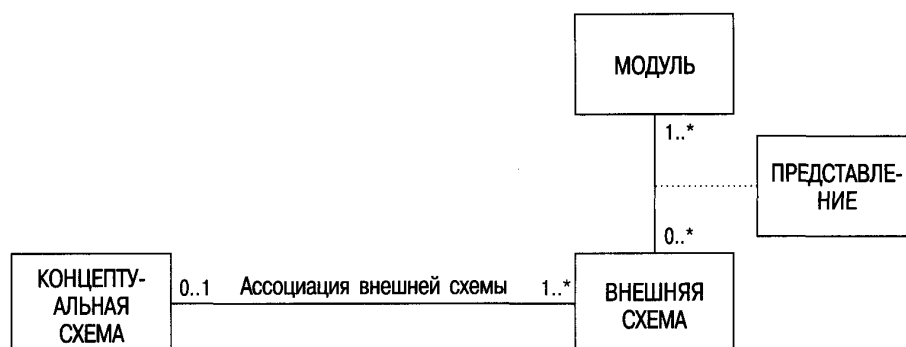 МОДУЛЬ
1..*
ПРЕДСТАВЛЕ-
НИЕ
0..*
КОНЦЕПТУ-
АЛЬНАЯ
СХЕМА
0..1 Ассоциация внешней схемы 1..*
ВНЕШНЯЯ
СХЕМА